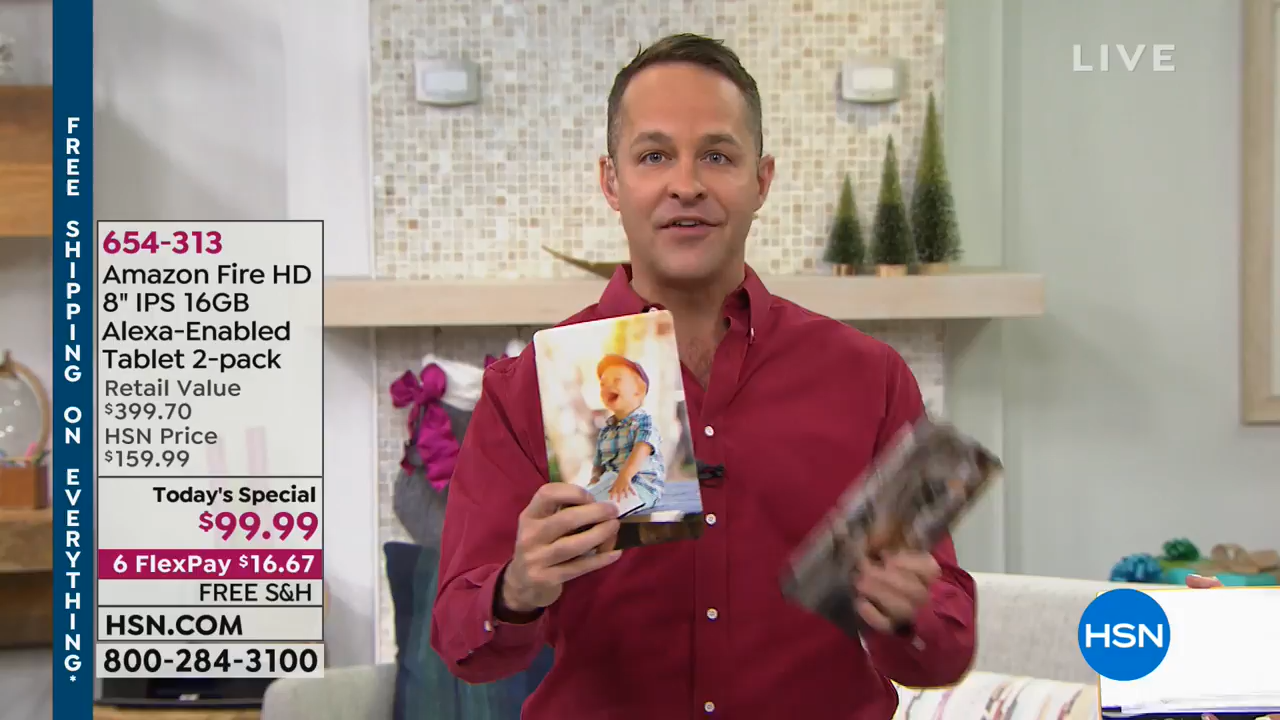 FREE SHIPPING ON EVERYTHING*
LIVE
654-313
Amazon Fire HD
8" IPS 16GB
Alexa-Enabled
Tablet 2-pack
Retail Value
$399.70
HSN Price
$159.99
Today's Special
$99.99
6 FlexPay $16.67
FREE S&H
HSN.COM
800-284-3100
HSN